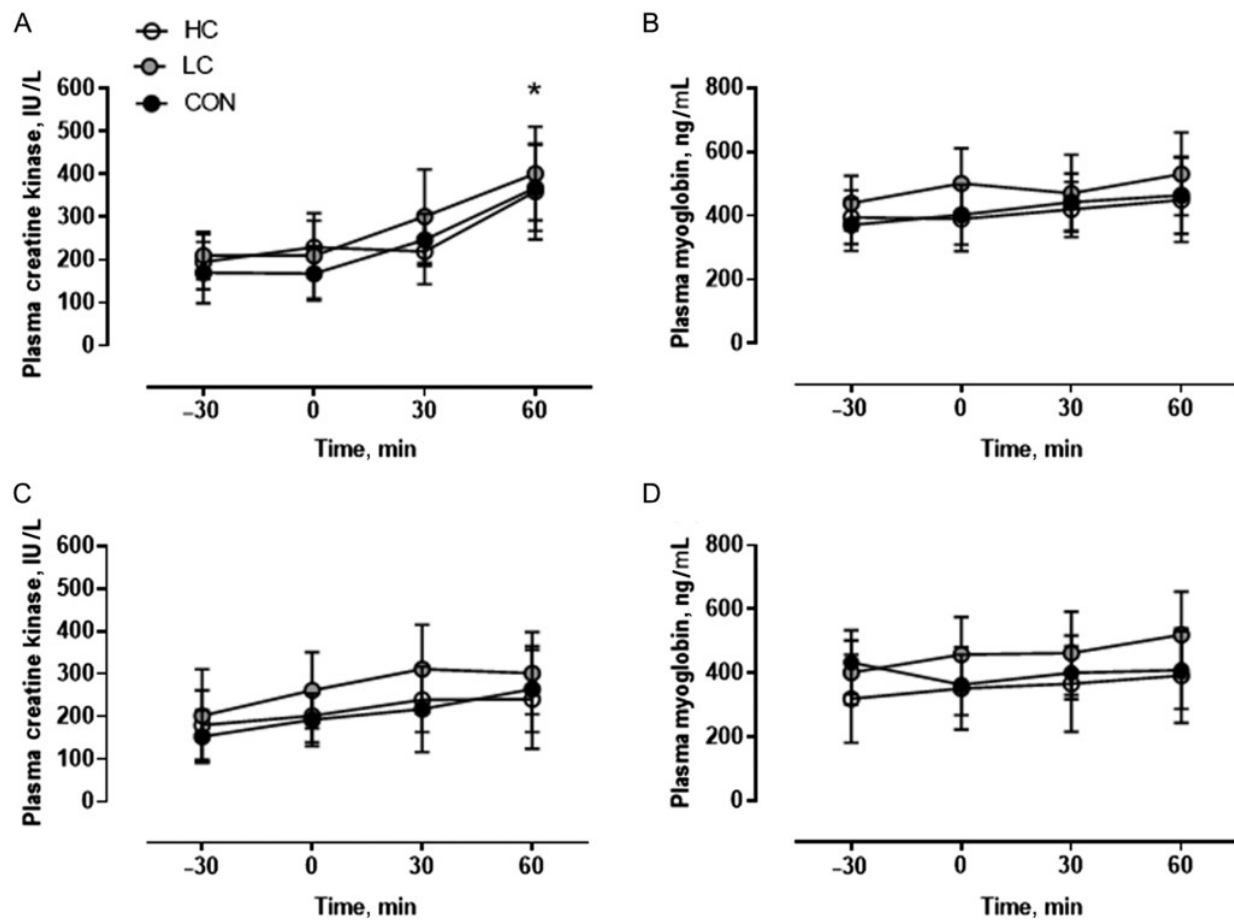 A
HC
LC
CON
Plasma creatine kinase, IU/L
600
500
400
300
200
100
0
*
–30
0
30
60
Time, min
B
Plasma myoglobin, ng/mL
800
600
400
200
0
–30
0
30
60
Time, min
C
Plasma creatine kinase, IU/L
600
500
400
300
200
100
0
–30
0
30
60
Time, min
D
Plasma myoglobin, ng/mL
800
600
400
200
0
–30
0
30
60
Time, min